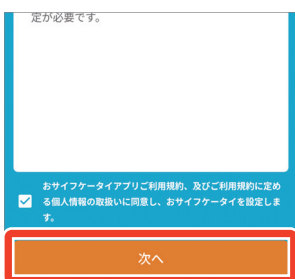 定が必要です。
おサイフケータイアプリご利用規約、及びご利用規約に定め
る個人情報の取扱いに同意し、おサイフケータイを設定しま
す。
次へ